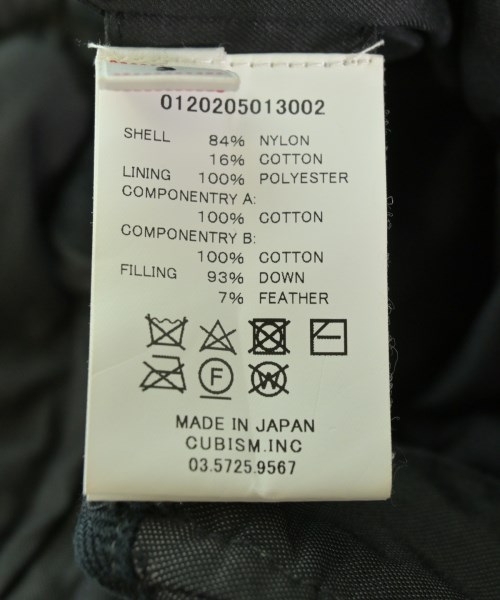 0120205013002
SHELL 84% NYLON
16% COTTON
LINING 100% POLYESTER
COMPONENTRY A:
100% COTTON
COMPONENTRY B:
100% COTTON
FILLING 93% DOWN
7% FEATHER
F W
MADE IN JAPAN
CUBISM.INC
03.5725.9567